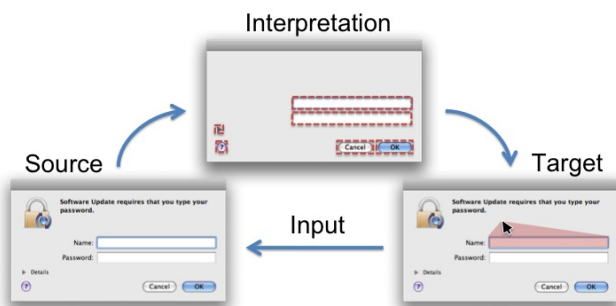 Interpretation
Cancel
OK
Source
Target
Software Update requires that you type your
password.
Name:
Password:
Details
Cancel
OK
Input
Software Update requires that you type your
password.
Name:
Password:
Details
Cancel
OK